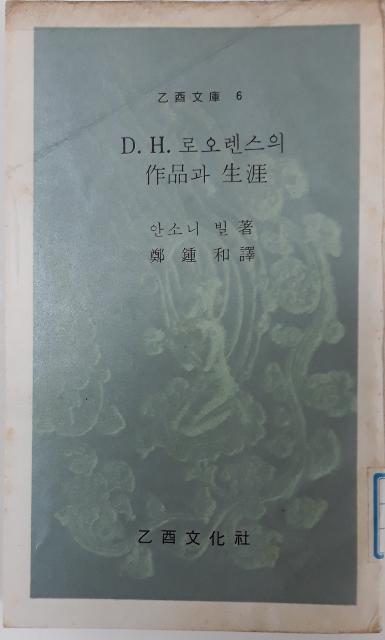 乙酉文庫 6
D. H. 로오렌스의
作品과 生涯
안소니 빌 著
鄭鍾和 譯
乙酉文化社